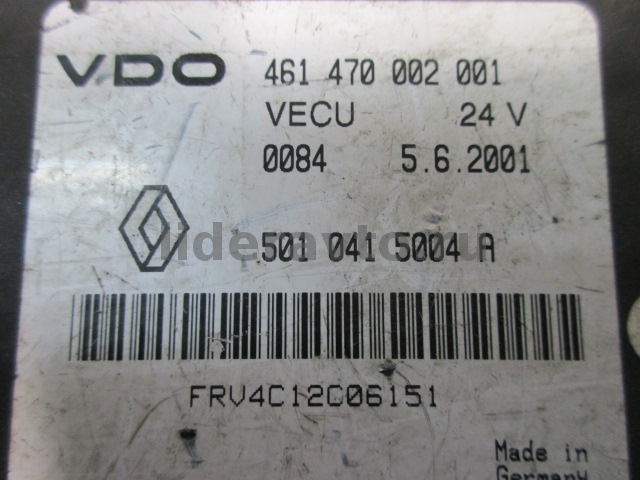 VDO 461 470 002 001
VECU 24 V
0084 5.6.2001
501 041 5004 A
FRV4C12C06151
Made in
Germany